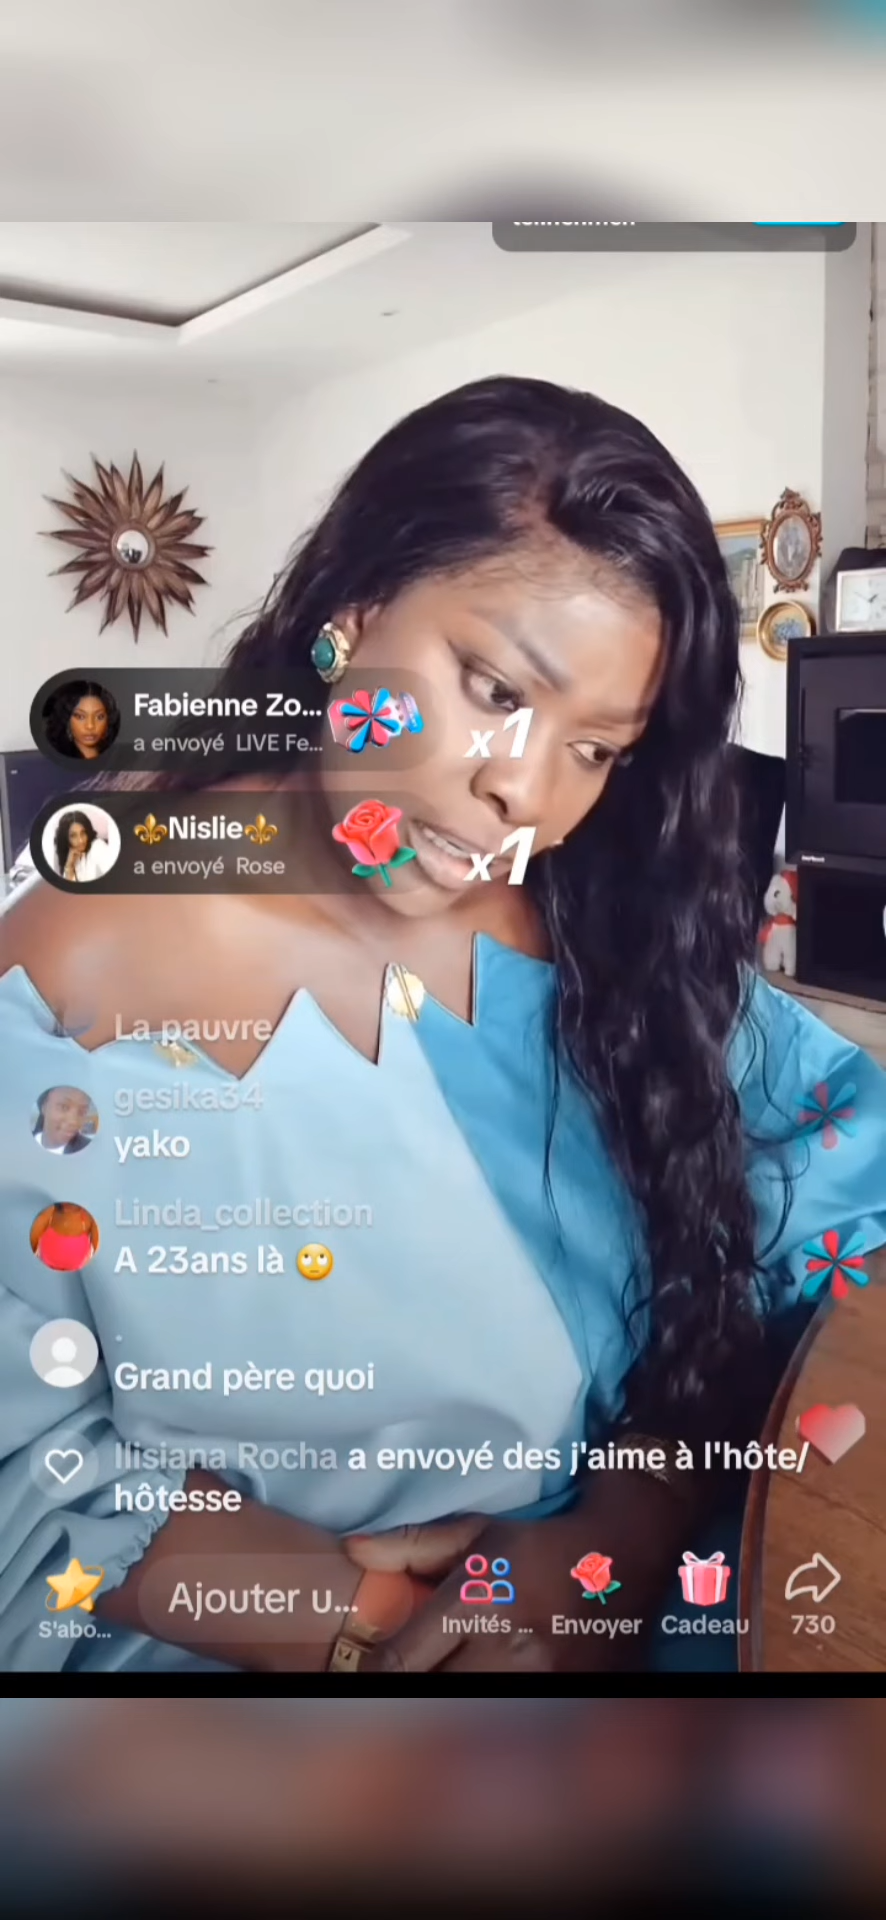 Fabienne Zo...
a envoyé LIVE Fe...
x1
⚜️Nislie⚜️
a envoyé Rose
x1
La pauvre
gesika34
yako
Linda_collection
A 23ans là 🙄
.
Grand père quoi
Ilisiana Rocha a envoyé des j'aime à l'hôte/
hôtesse
Ajouter u...
S'abo...
Invités ...
Envoyer
Cadeau
730